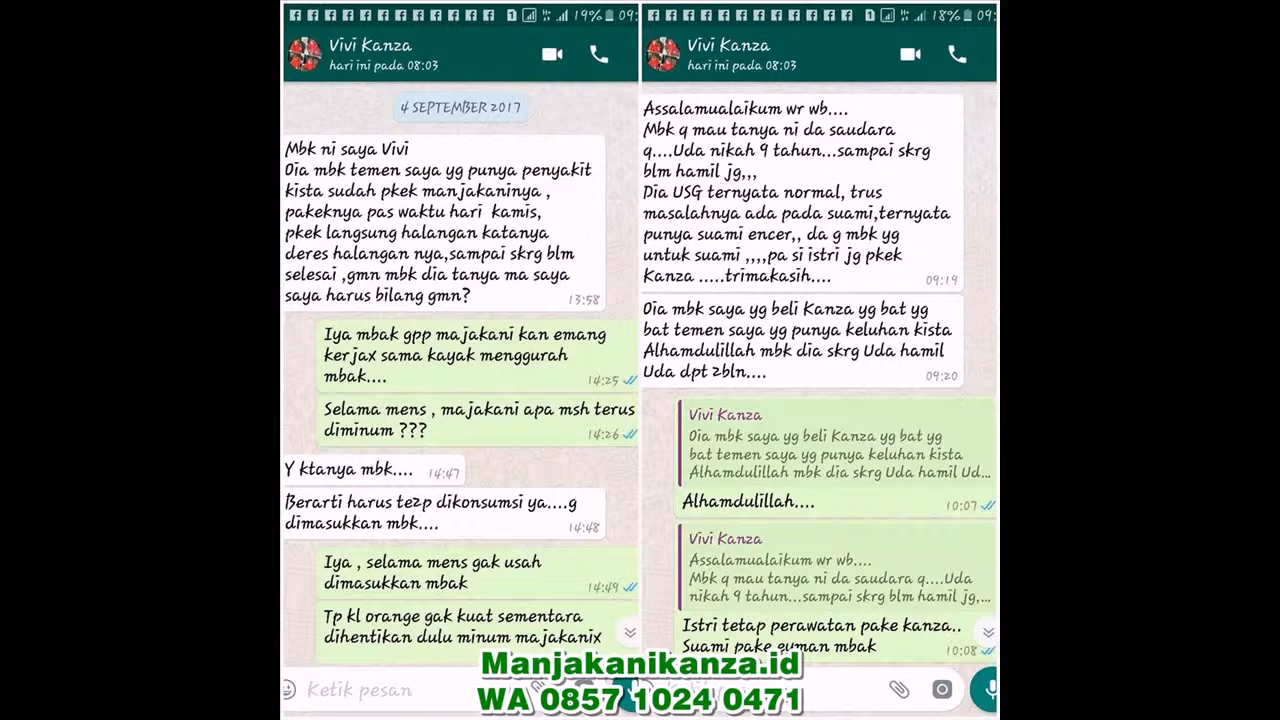 19% 09:
Vivi Kanza
hari ini pada 08:03
4 SEPTEMBER 2017
Mbk ni saya Vivi
Oia mbk temen saya yg punya penyakit
kista sudah pkek manjakaninya ,
pakeknya pas waktu hari kamis,
pkek langsung halangan katanya
deres halangan nya,sampai skrg blm
selesai ,gmn mbk dia tanya ma saya
saya harus bilang gmn?
13:58
Iya mbak gpp majakani kan emang
kerjax sama kayak menggurah
mbak....
14:25
Selama mens , majakani apa msh terus
diminum ???
14:26
Y ktanya mbk....
14:47
Berarti harus te2p dikonsumsi ya....g
dimasukkan mbk....
14:48
Iya , selama mens gak usah
dimasukkan mbak
14:49
Tp kl orange gak kuat sementara
dihentikan dulu minum majakanix
Ketik pesan
18% 09:
Vivi Kanza
hari ini pada 08:03
Assalamualaikum wr wb....
Mbk q mau tanya ni da saudara
q....Uda nikah 9 tahun...sampai skrg
blm hamil jg,,,
Dia USG ternyata normal, trus
masalahnya ada pada suami,ternyata
punya suami encer,, da g mbk yg
untuk suami ,,,,pa si istri jg pkek
Kanza .....trimakasih....
09:19
Oia mbk saya yg beli Kanza yg bat yg
bat temen saya yg punya keluhan kista
Alhamdulillah mbk dia skrg Uda hamil
Uda dpt 2bln....
09:20
Vivi Kanza
Oia mbk saya yg beli Kanza yg bat yg
bat temen saya yg punya keluhan kista
Alhamdulillah mbk dia skrg Uda hamil Ud...
Alhamdulillah....
10:07
Vivi Kanza
Assalamualaikum wr wb....
Mbk q mau tanya ni da saudara q....Uda
nikah 9 tahun...sampai skrg blm hamil jg,...
Istri tetap perawatan pake kanza..
Suami pake eyman mbak
10:08
Manjakanikanza.id
WA 0857 1024 0471